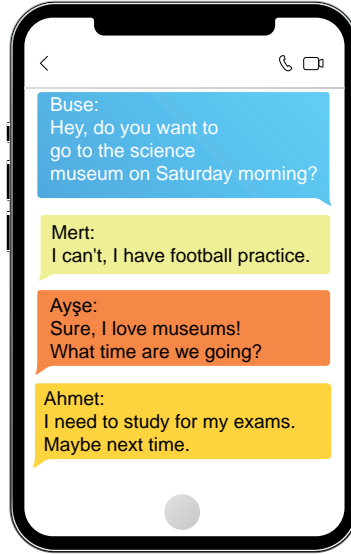 Buse:
Hey, do you want to
go to the science
museum on Saturday morning?
Mert:
I can't, I have football practice.
Ayşe:
Sure, I love museums!
What time are we going?
Ahmet:
I need to study for my exams.
Maybe next time.